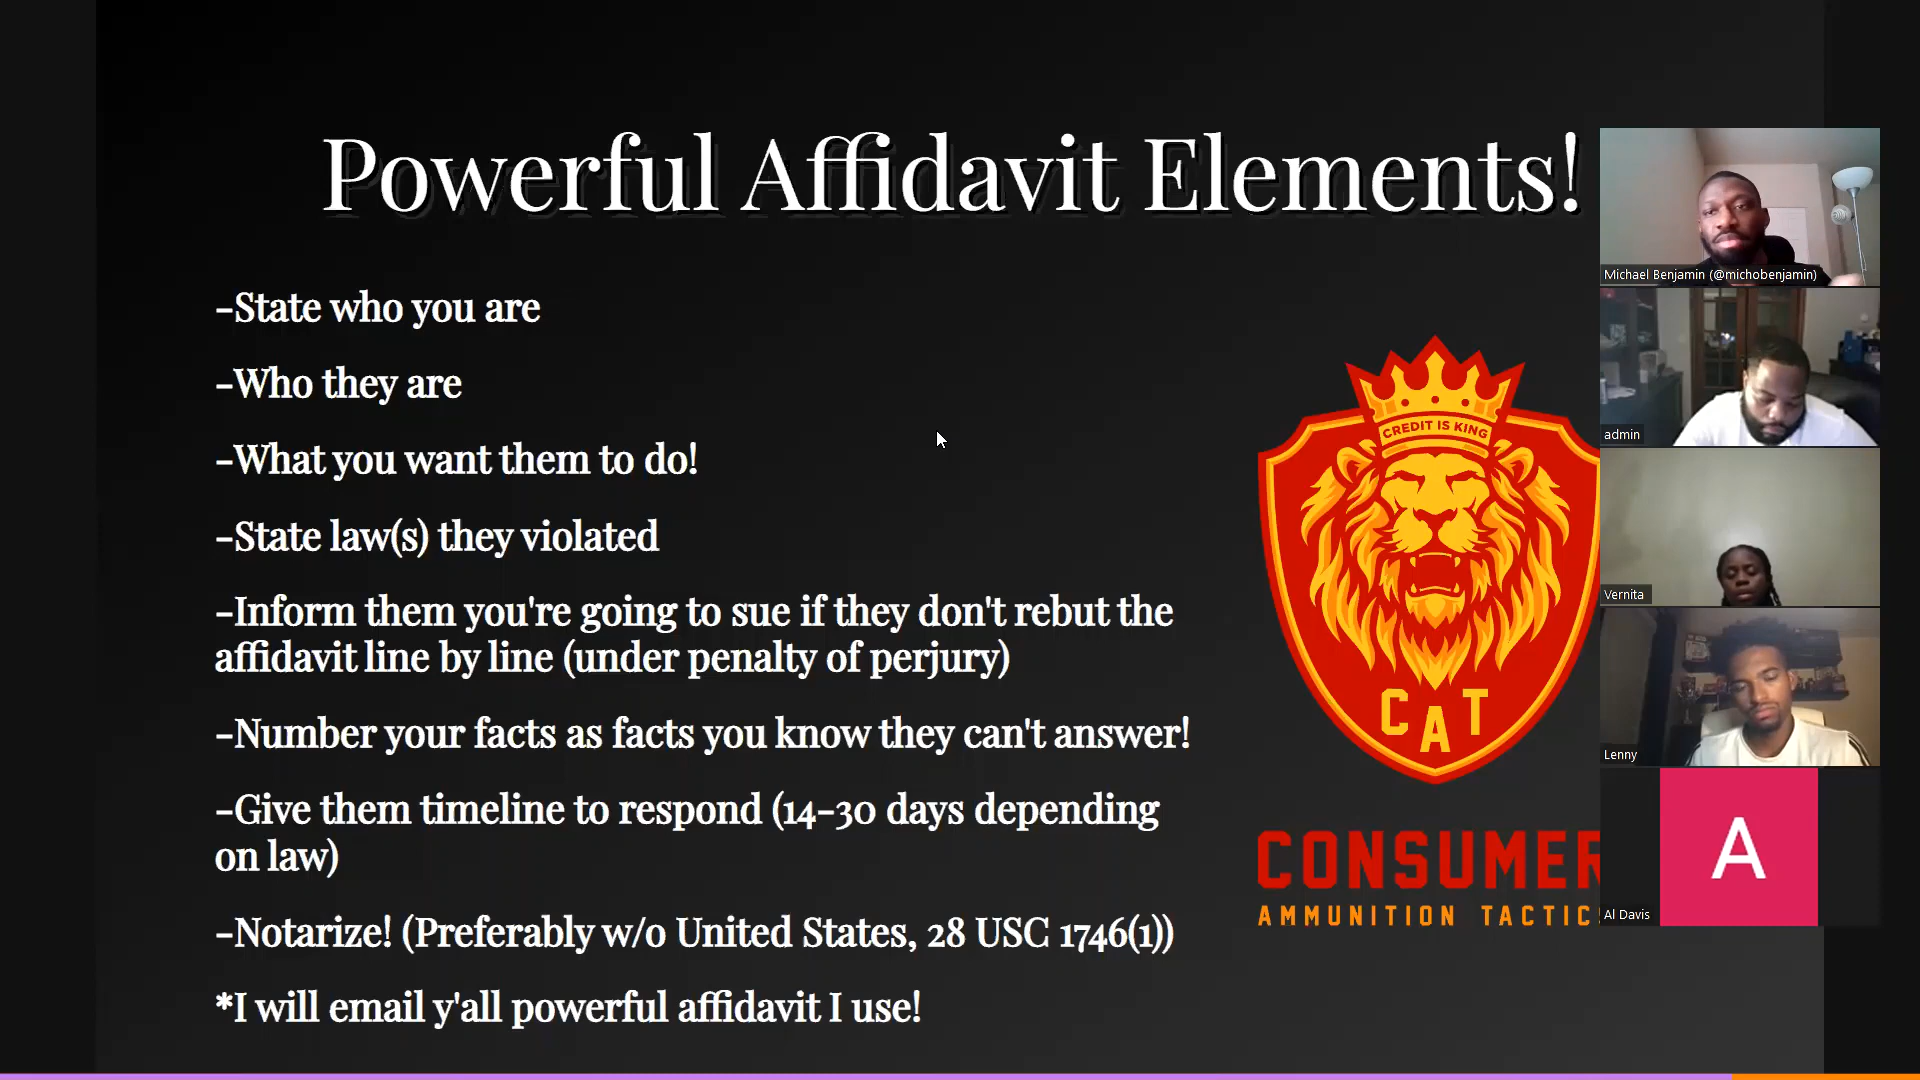 Powerful Affidavit Elements!
-State who you are
-Who they are
-What you want them to do!
-State law(s) they violated
-Inform them you're going to sue if they don't rebut the
affidavit line by line (under penalty of perjury)
-Number your facts as facts you know they can't answer!
-Give them timeline to respond (14-30 days depending
on law)
-Notarize! (Preferably w/o United States, 28 USC 1746(1))
*I will email y'all powerful affidavit I use!
CREDIT IS KING
CAT
CONSUMER
AMMUNITION TACTIC
Michael Benjamin (@michobenjamin)
admin
Vernita
Lenny
A
Al Davis